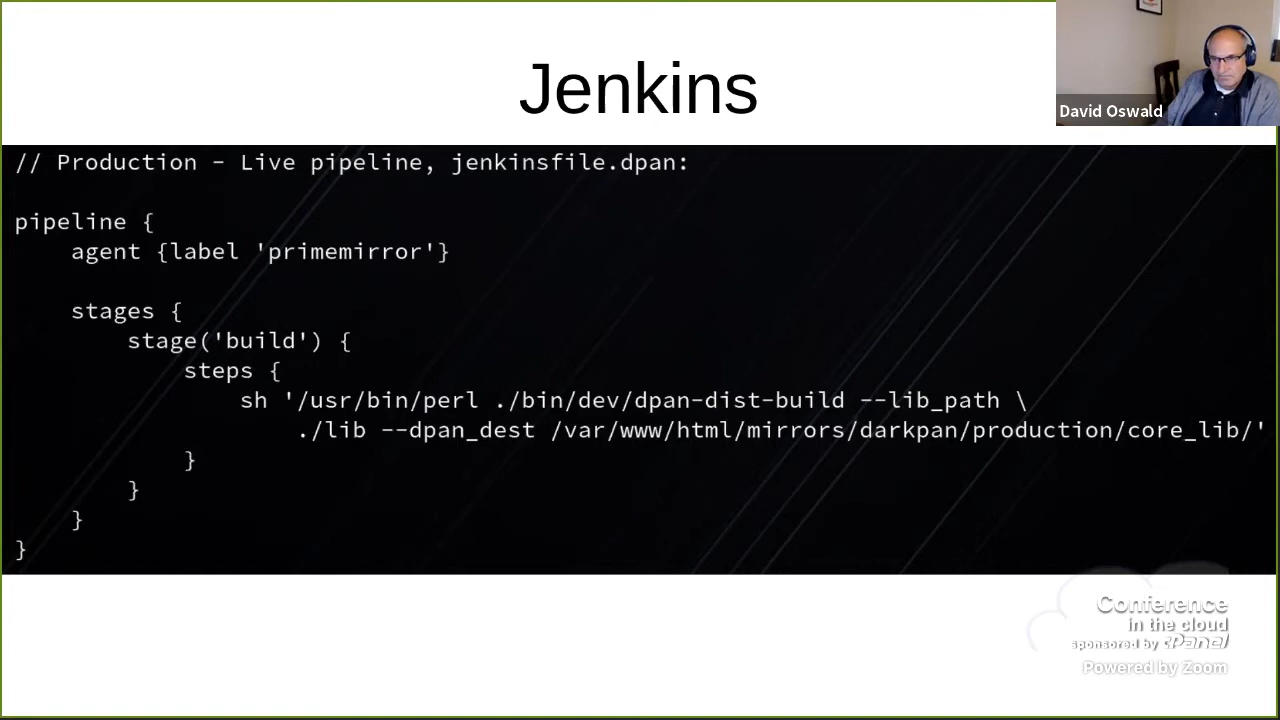 Jenkins
David Oswald
// Production - Live pipeline, jenkinsfile.dpan:
pipeline {
agent {label 'primemirror'}
stages {
stage('build') {
steps {
sh '/usr/bin/perl ./bin/dev/dpan-dist-build --lib_path \
./lib --dpan_dest /var/www/html/mirrors/darkpan/production/core_lib/'
}
}
}
}
Conference
in the cloud
sponsored by cPanel
Powered by Zoom